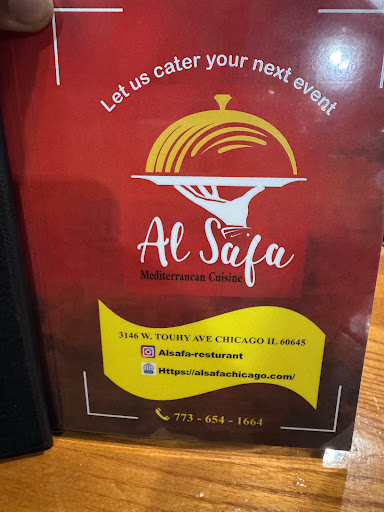 Let us cater your next event
Al Safa
Mediterranean Cuisine
3146 W. TOUHY AVE CHICAGO IL 60645
Alsafa-resturant
Https://alsafachicago.com/
773 - 654 - 1664